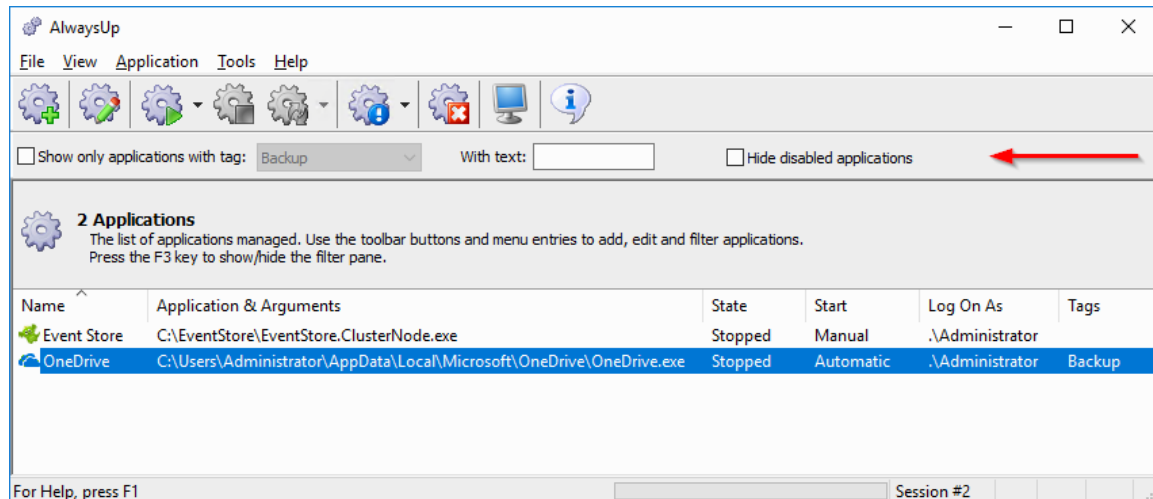 AlwaysUp
File View Application Tools Help
Show only applications with tag: Backup With text: Hide disabled applications
2 Applications
The list of applications managed. Use the toolbar buttons and menu entries to add, edit and filter applications.
Press the F3 key to show/hide the filter pane.
Name Application & Arguments State Start Log On As Tags
Event Store C:\EventStore\EventStore.ClusterNode.exe Stopped Manual .\Administrator
OneDrive C:\Users\Administrator\AppData\Local\Microsoft\OneDrive\OneDrive.exe Stopped Automatic .\Administrator Backup
For Help, press F1 Session #2